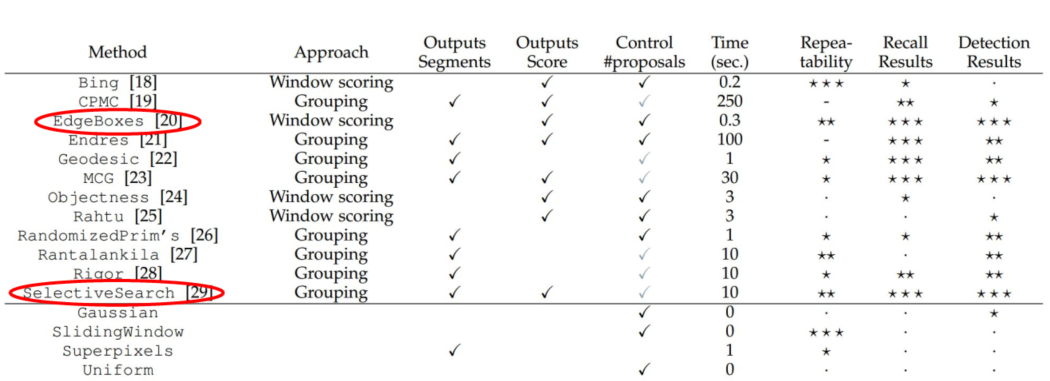 Method Approach Outputs Segments Outputs Score Control #proposals Time (sec.) Repea-tability Recall Results Detection Results
Bing [18] Window scoring ✓ ✓ 0.2 ⋆⋆⋆ ⋆ ·
CPMC [19] Grouping ✓ ✓ ✓ 250 - ⋆⋆ ⋆
EdgeBoxes [20] Window scoring ✓ ✓ 0.3 ⋆⋆ ⋆⋆⋆ ⋆⋆⋆
Endres [21] Grouping ✓ ✓ ✓ 100 - ⋆⋆⋆ ⋆⋆
Geodesic [22] Grouping ✓ ✓ 1 ⋆ ⋆⋆⋆ ⋆⋆
MCG [23] Grouping ✓ ✓ ✓ 30 ⋆ ⋆⋆⋆ ⋆⋆⋆
Objectness [24] Window scoring ✓ ✓ 3 · ⋆ ·
Rahtu [25] Window scoring ✓ ✓ 3 · · ⋆
RandomizedPrim's [26] Grouping ✓ ✓ 1 ⋆ ⋆ ⋆⋆
Rantalankila [27] Grouping ✓ ✓ 10 ⋆⋆ · ⋆⋆
Rigor [28] Grouping ✓ ✓ 10 ⋆ ⋆⋆ ⋆⋆
SelectiveSearch [29] Grouping ✓ ✓ ✓ 10 ⋆⋆ ⋆⋆⋆ ⋆⋆⋆
Gaussian ✓ 0 · · ⋆
SlidingWindow ✓ 0 ⋆⋆⋆ · ·
Superpixels ✓ 1 ⋆ · ·
Uniform ✓ 0 · · ·